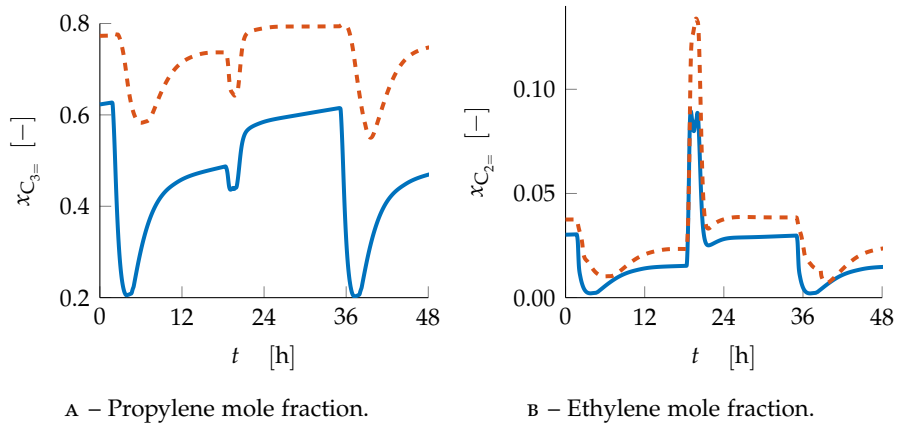 0.8
0.6
0.4
0.2
x_{C_{3=}} [−]
0 12 24 36 48
t [h]
A – Propylene mole fraction.
0.10
0.05
0.00
x_{C_{2=}} [−]
0 12 24 36 48
t [h]
B – Ethylene mole fraction.